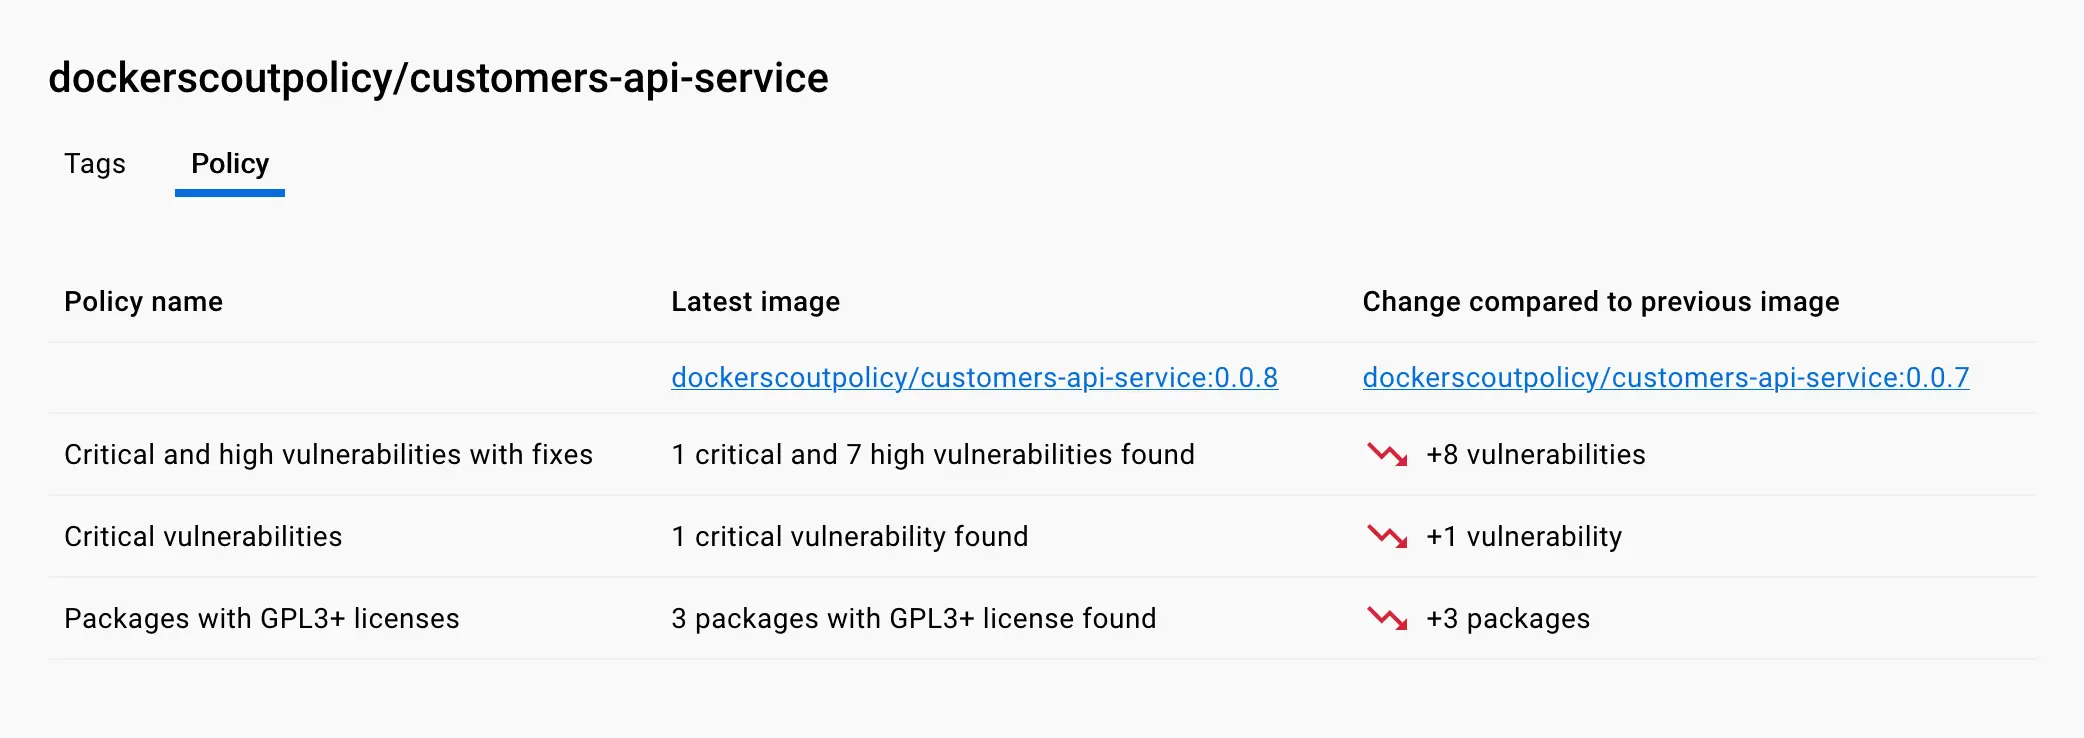 dockerscoutpolicy/customers-api-service
Tags Policy
Policy name Latest image Change compared to previous image
dockerscoutpolicy/customers-api-service:0.0.8 dockerscoutpolicy/customers-api-service:0.0.7
Critical and high vulnerabilities with fixes 1 critical and 7 high vulnerabilities found +8 vulnerabilities
Critical vulnerabilities 1 critical vulnerability found +1 vulnerability
Packages with GPL3+ licenses 3 packages with GPL3+ license found +3 packages